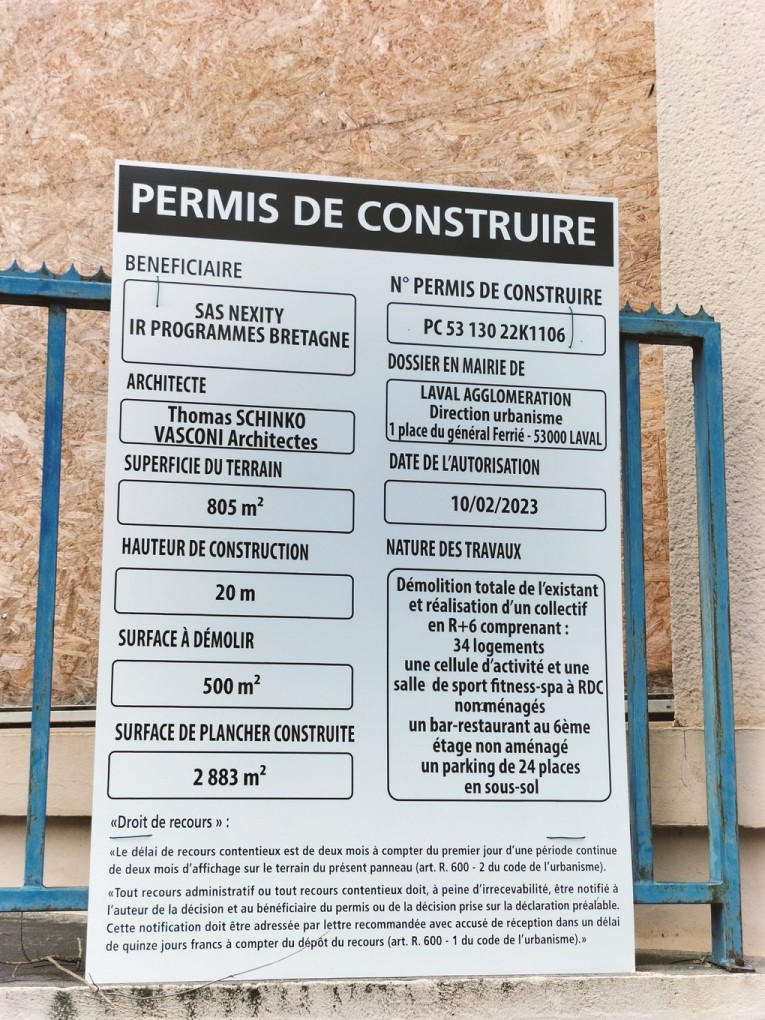 PERMIS DE CONSTRUIRE
BENEFICIAIRE
SAS NEXITY
IR PROGRAMMES BRETAGNE
ARCHITECTE
Thomas SCHINKO
VASCONI Architectes
SUPERFICIE DU TERRAIN
805 m²
HAUTEUR DE CONSTRUCTION
20 m
SURFACE À DÉMOLIR
500 m²
SURFACE DE PLANCHER CONSTRUITE
2 883 m²
N° PERMIS DE CONSTRUIRE
PC 53 130 22K1106
DOSSIER EN MAIRIE DE
LAVAL AGGLOMERATION
Direction urbanisme
1 place du général Ferrié - 53000 LAVAL
DATE DE L'AUTORISATION
10/02/2023
NATURE DES TRAVAUX
Démolition totale de l'existant
et réalisation d'un collectif
en R+6 comprenant :
34 logements
une cellule d'activité et une
salle de sport fitness-spa à RDC
non
un bar-restaurant au 6ème
étage non aménagé
un parking de 24 places
en sous-sol
«Droit de recours » :
«Le délai de recours contentieux est de deux mois à compter du premier jour d'une période continue
de deux mois d'affichage sur le terrain du présent panneau (art. R. 600 - 2 du code de l'urbanisme).
«Tout recours administratif ou tout recours contentieux doit, à peine d'irrecevabilité, être notifié à
l'auteur de la décision et au bénéficiaire du permis ou de la décision prise sur la déclaration préalable.
Cette notification doit être adressée par lettre recommandée avec accusé de réception dans un délai
de quinze jours francs à compter du dépôt du recours (art. R. 600 - 1 du code de l'urbanisme).»